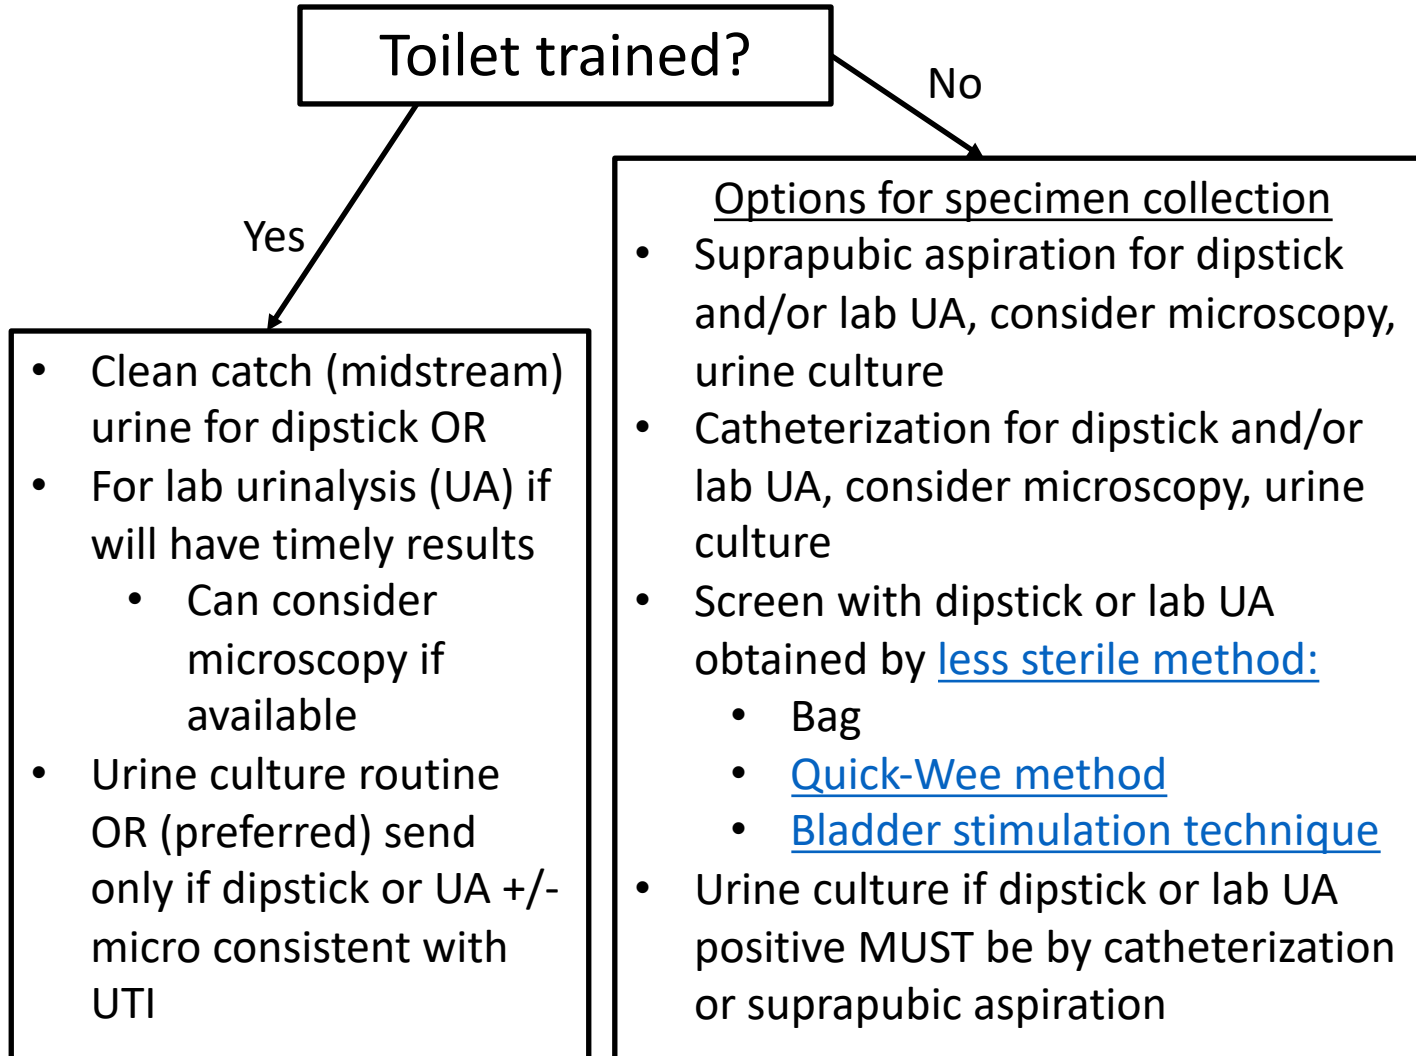 Toilet trained?
No
Yes
• Clean catch (midstream)
urine for dipstick OR
• For lab urinalysis (UA) if
will have timely results
• Can consider
microscopy if
available
• Urine culture routine
OR (preferred) send
only if dipstick or UA +/-
micro consistent with
UTI
Options for specimen collection
• Suprapubic aspiration for dipstick
and/or lab UA, consider microscopy,
urine culture
• Catheterization for dipstick and/or
lab UA, consider microscopy, urine
culture
• Screen with dipstick or lab UA
obtained by less sterile method:
• Bag
• Quick-Wee method
• Bladder stimulation technique
• Urine culture if dipstick or lab UA
positive MUST be by catheterization
or suprapubic aspiration